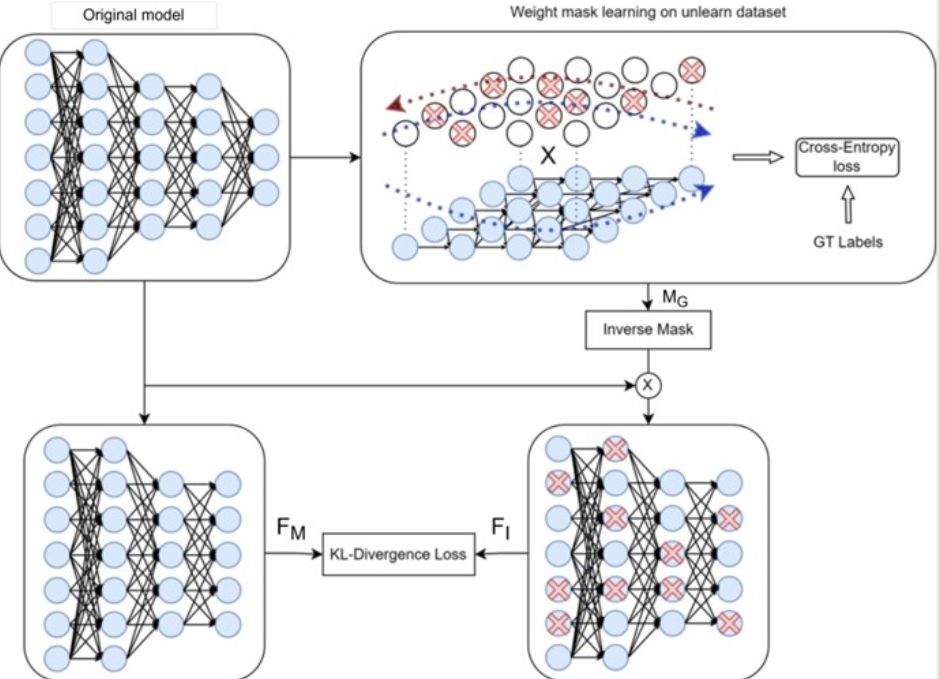 Original model
Weight mask learning on unlearn dataset
X
Cross-Entropy
loss
GT Labels
M_G
Inverse Mask
X
F_M
KL-Divergence Loss
F_I